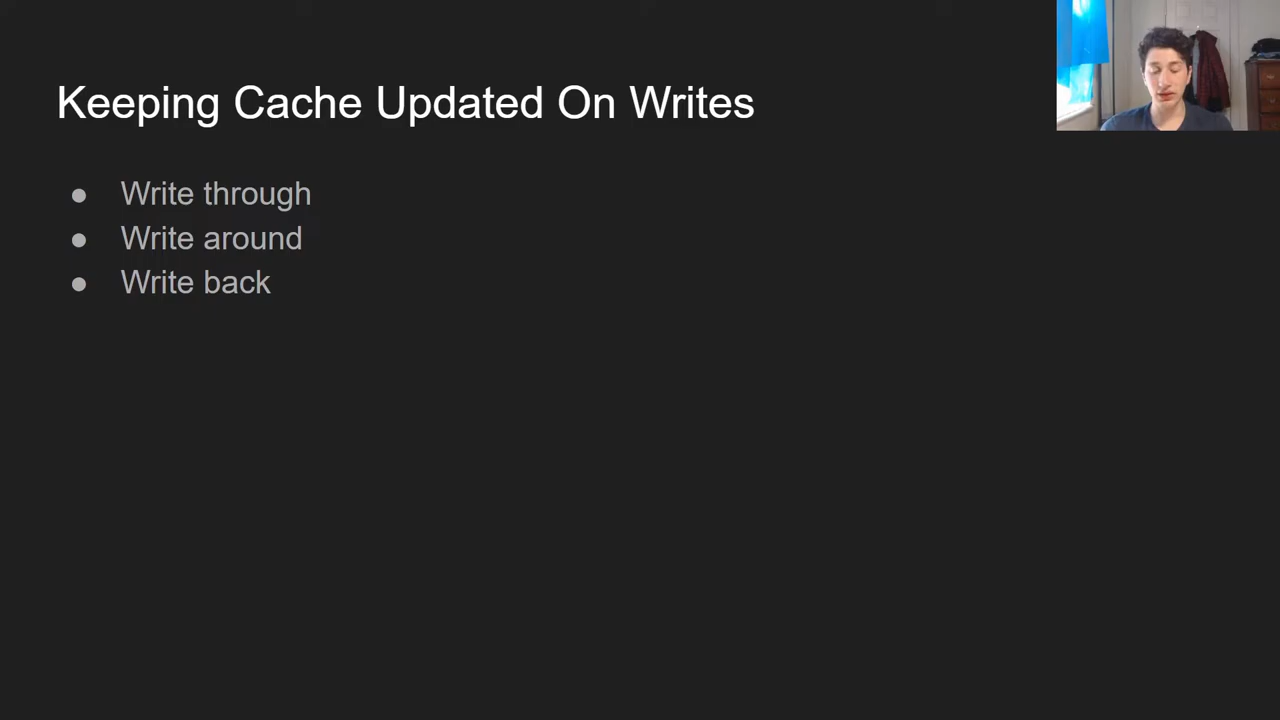 Keeping Cache Updated On Writes
● Write through
● Write around
● Write back